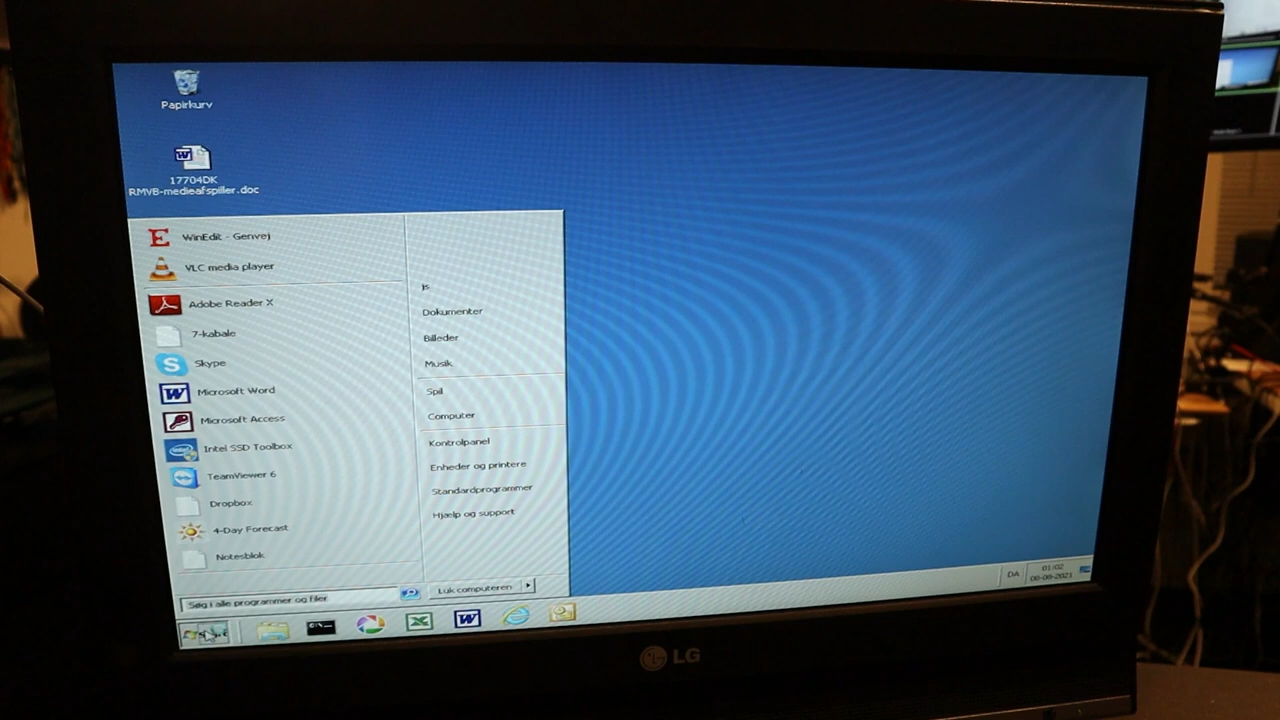 Papirkurv
17704DK
RMVB-medieafspiller.doc
WinEdit - Genvej
VLC media player
Adobe Reader X
7-kabale
Skype
Microsoft Word
Microsoft Access
Intel SSD Toolbox
TeamViewer 6
Dropbox
4-Day Forecast
Notesblok
Søg i alle programmer og filer
js
Dokumenter
Billeder
Musik
Spil
Computer
Kontrolpanel
Enheder og printere
Standardprogrammer
Hjælp og support
Luk computeren
DA
01:02
08-08-2021
LG